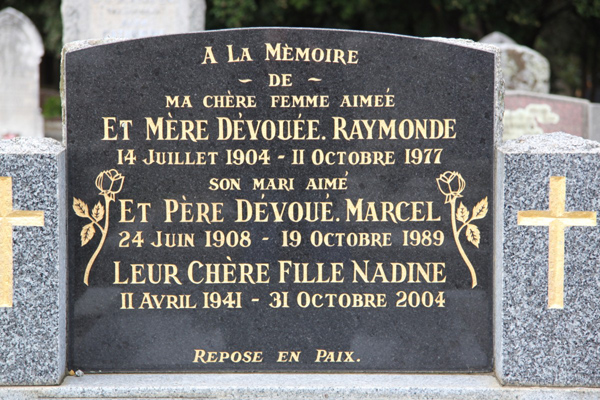 A LA MÈMOIRE
~ DE ~
MA CHÈRE FEMME AIMÉE
ET MÈRE DÉVOUÉE. RAYMONDE
14 JUILLET 1904 - 11 OCTOBRE 1977
SON MARI AIMÉ
ET PÈRE DÉVOUÉ. MARCEL
24 JUIN 1908 - 19 OCTOBRE 1989
LEUR CHÈRE FILLE NADINE
11 AVRIL 1941 - 31 OCTOBRE 2004
REPOSE EN PAIX.